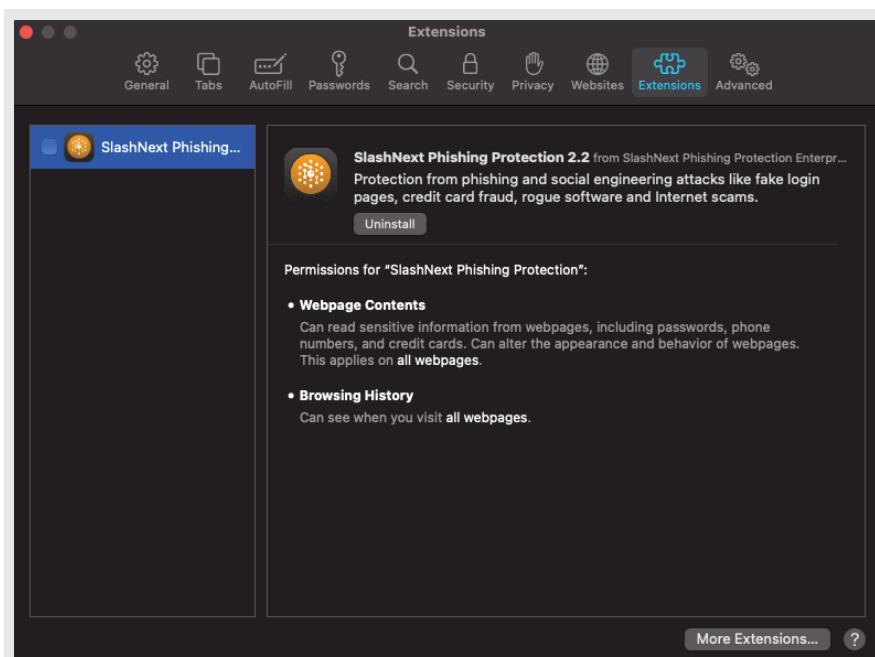 Extensions
General Tabs AutoFill Passwords Search Security Privacy Websites Extensions Advanced
SlashNext Phishing...
SlashNext Phishing Protection 2.2 from SlashNext Phishing Protection Enterpr...
Protection from phishing and social engineering attacks like fake login
pages, credit card fraud, rogue software and Internet scams.
Uninstall
Permissions for “SlashNext Phishing Protection”:
• Webpage Contents
Can read sensitive information from webpages, including passwords, phone
numbers, and credit cards. Can alter the appearance and behavior of webpages.
This applies on all webpages.
• Browsing History
Can see when you visit all webpages.
More Extensions... ?